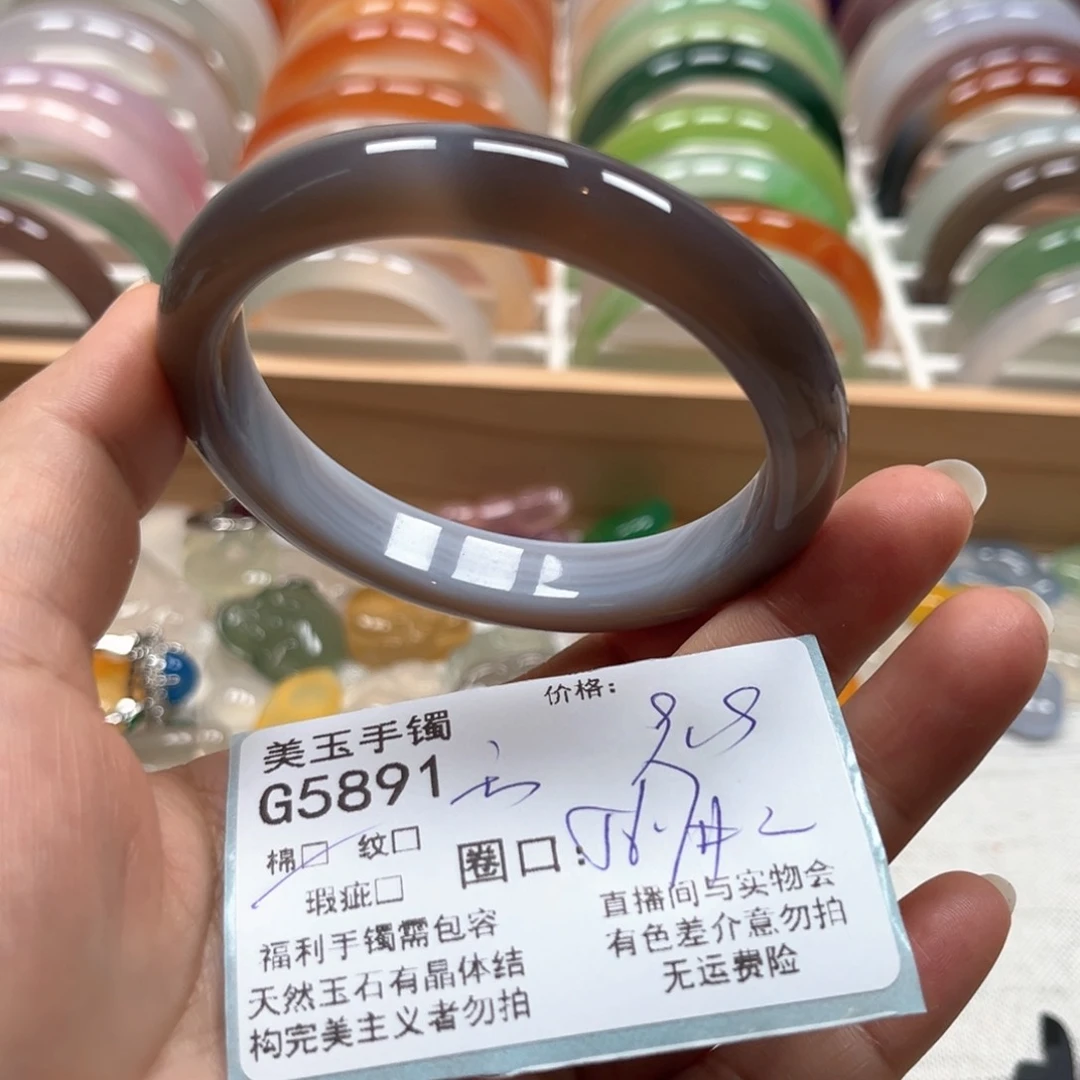 价格:
美玉手镯
G5891
棉□ 纹□
圈口:
瑕疵□
福利手镯需包容
天然玉石有晶体结
构完美主义者勿拍
直播间与实物会
有色差介意勿拍
无运费险